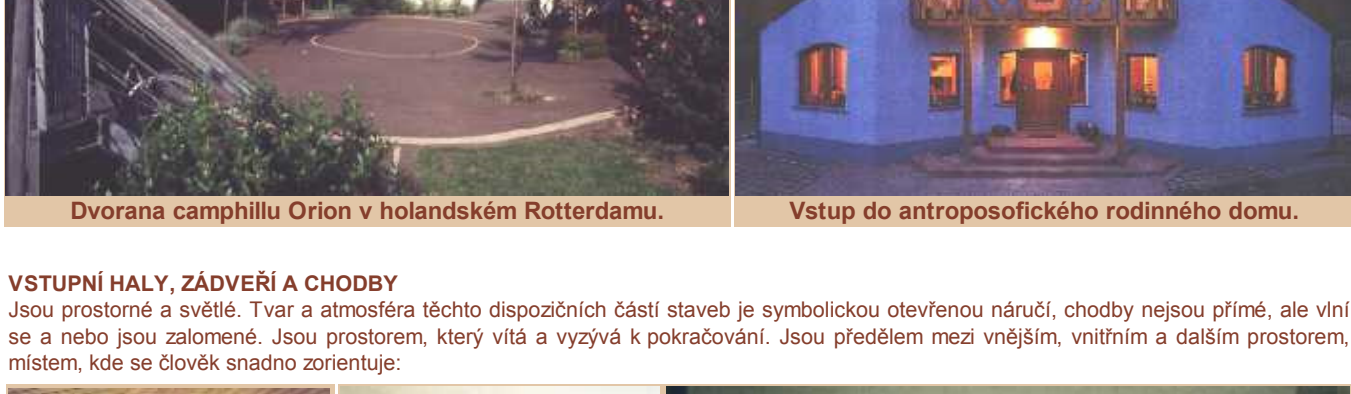 Dvorana camphillu Orion v holandském Rotterdamu.
Vstup do antroposofického rodinného domu.
VSTUPNÍ HALY, ZÁDVEŘÍ A CHODBY
Jsou prostorné a světlé. Tvar a atmosféra těchto dispozičních částí staveb je symbolickou otevřenou náručí, chodby nejsou přímé, ale vlní
se a nebo jsou zalomené. Jsou prostorem, který vítá a vyzývá k pokračování. Jsou předělem mezi vnějším, vnitřním a dalším prostorem,
místem, kde se člověk snadno zorientuje: